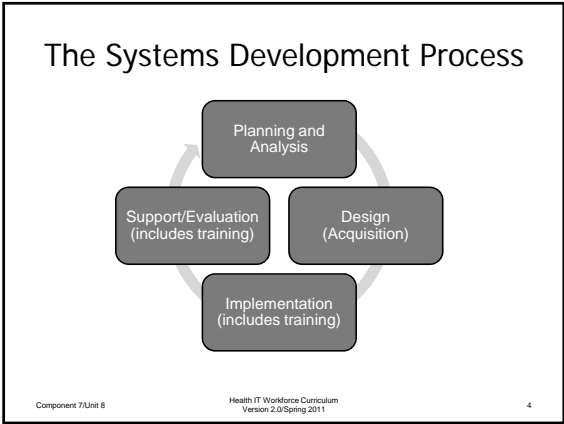 The Systems Development Process
Planning and
Analysis
Design
(Acquisition)
Implementation
(includes training)
Support/Evaluation
(includes training)
Component 7/Unit 8
Health IT Workforce Curriculum
Version 2.0/Spring 2011
4